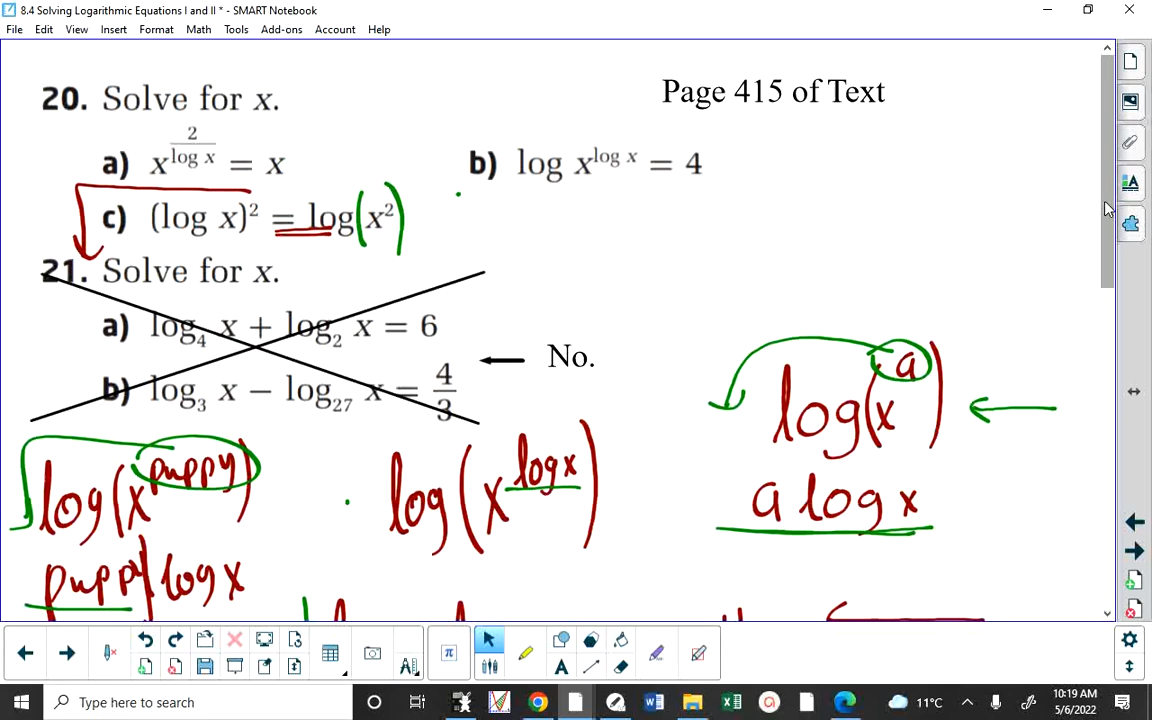 8.4 Solving Logarithmic Equations I and II * - SMART Notebook
File Edit View Insert Format Math Tools Add-ons Account Help
20. Solve for x.
Page 415 of Text
a) x^(2/log x) = x
b) log x^(log x) = 4
c) (log x)² = log(x²)
21. Solve for x.
a) log₄ x + log₂ x = 6
No.
b) log₃ x − log₂₇ x = 4/3
log(x^a)
log(x^puppy)
log(x^(log x))
a log x
puppy log x
Type here to search
11°C
10:19 AM
5/6/2022